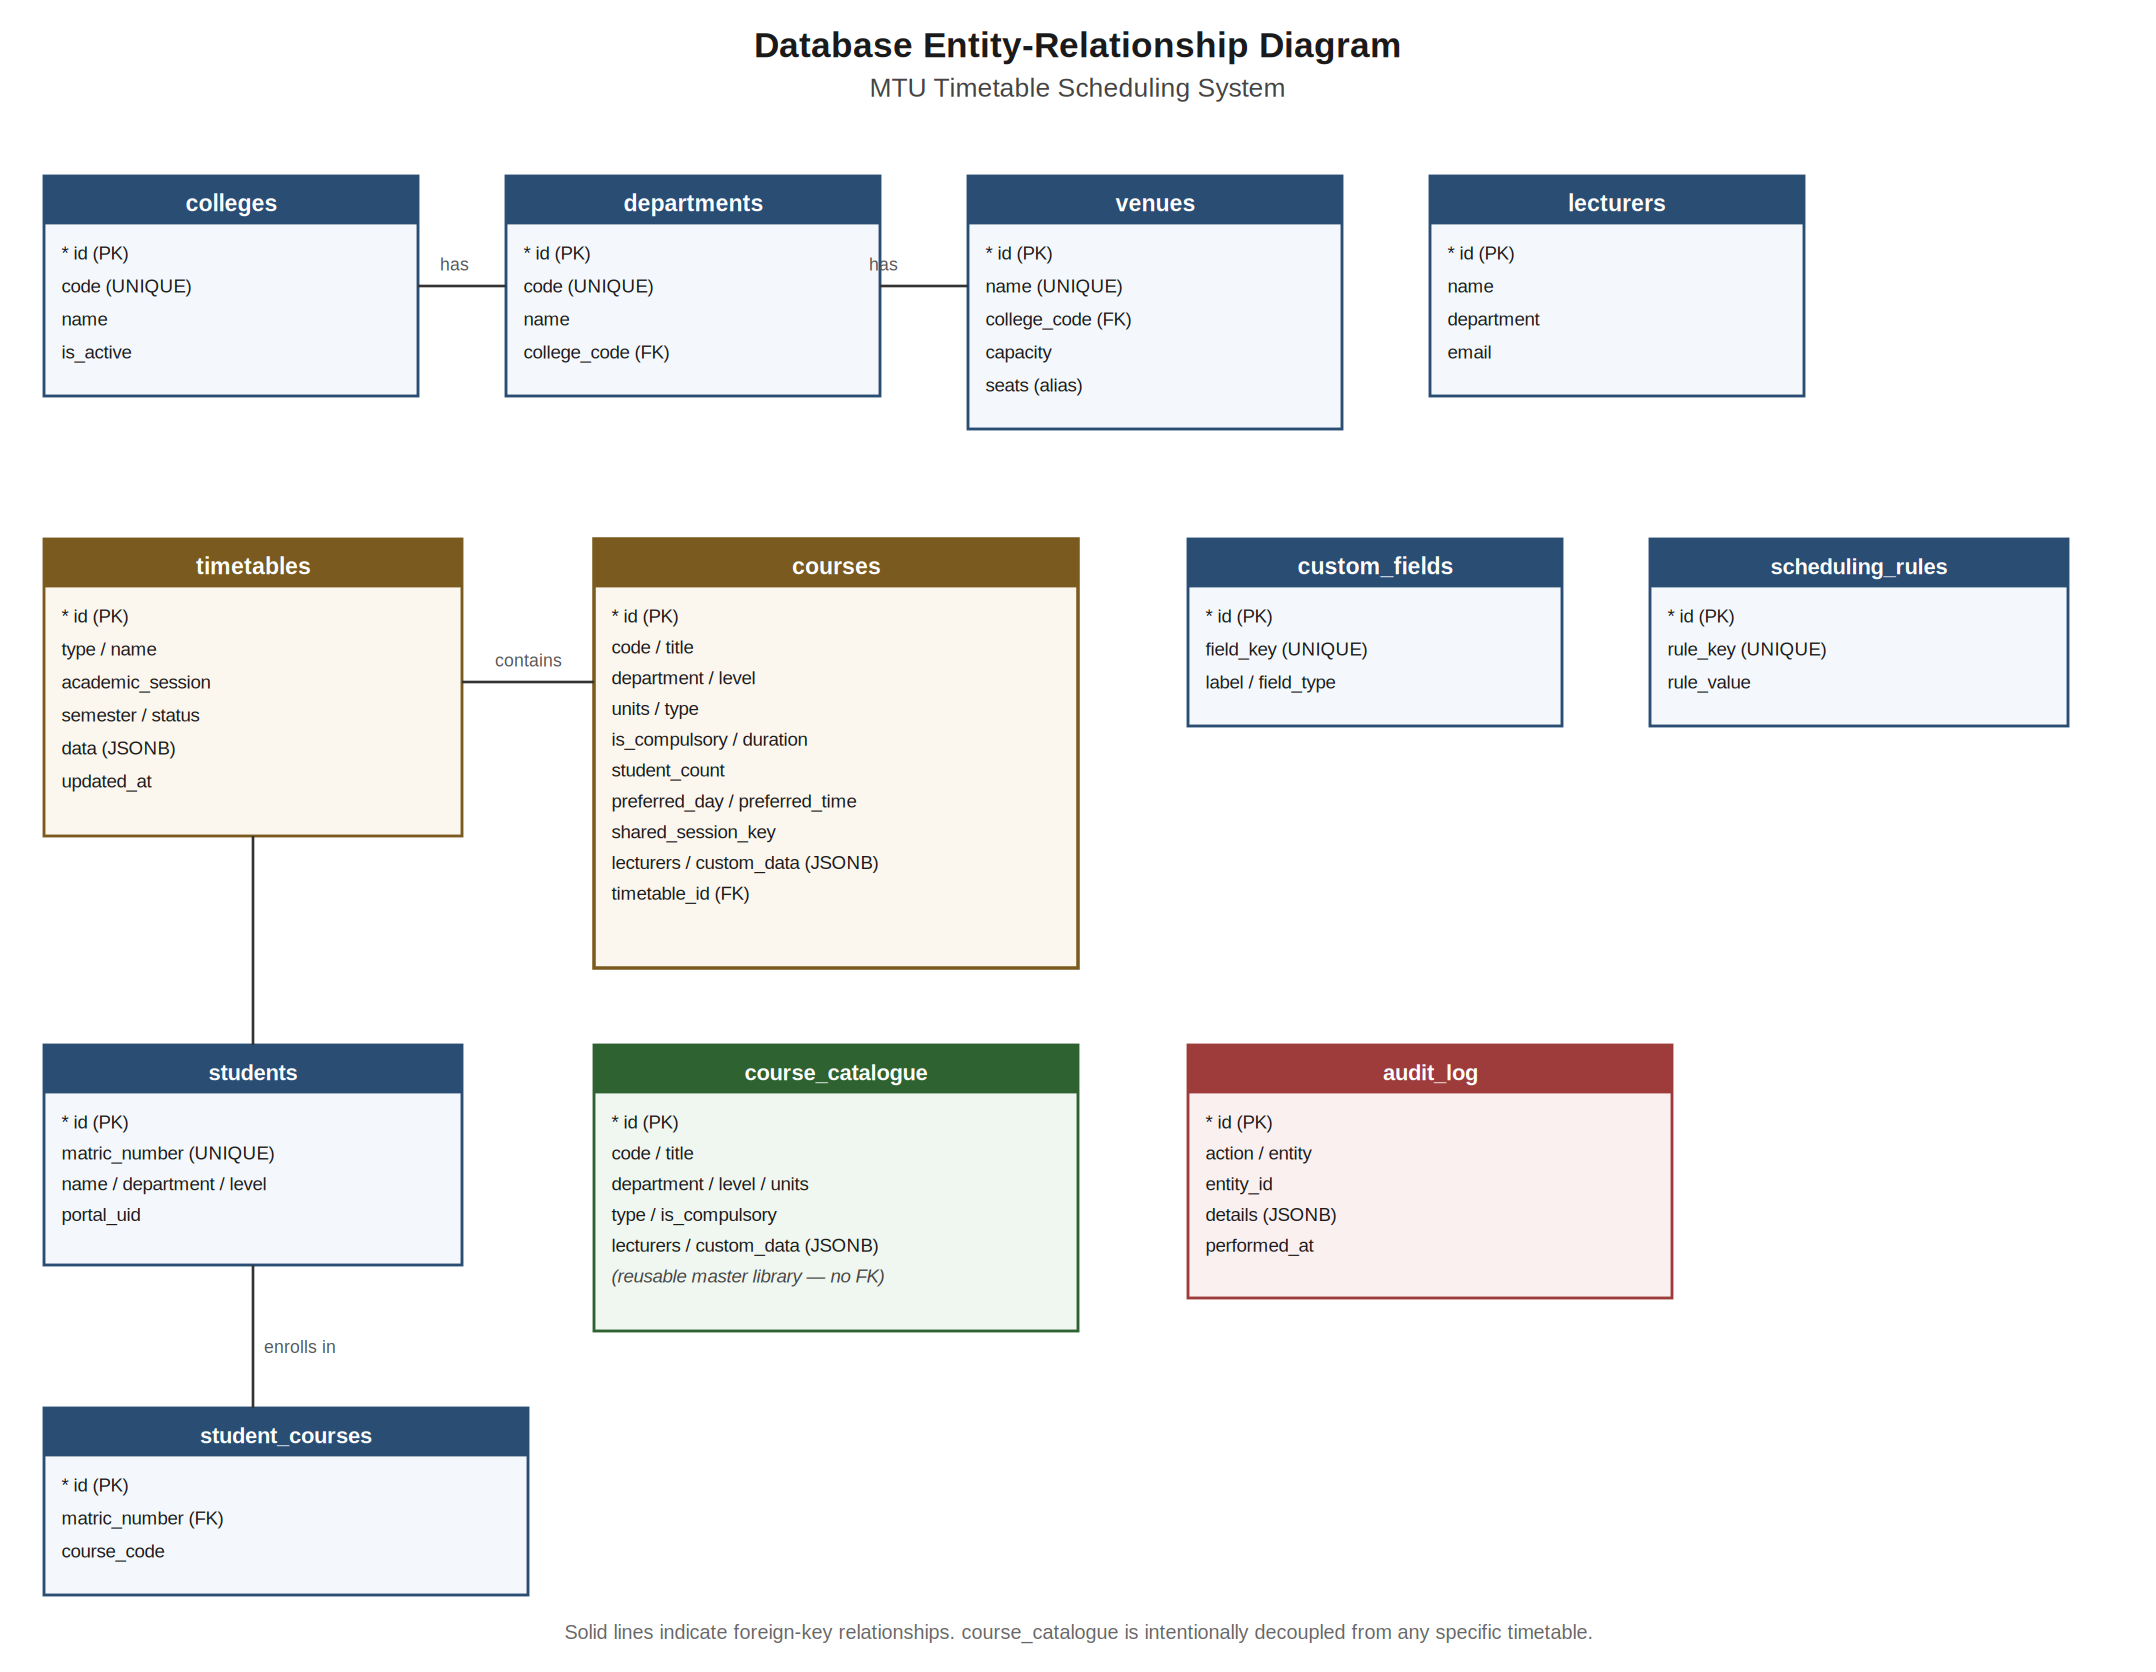 Database Entity-Relationship Diagram
MTU Timetable Scheduling System
colleges
* id (PK)
code (UNIQUE)
name
is_active
has
departments
* id (PK)
code (UNIQUE)
name
college_code (FK)
has
venues
* id (PK)
name (UNIQUE)
college_code (FK)
capacity
seats (alias)
lecturers
* id (PK)
name
department
email
timetables
* id (PK)
type / name
academic_session
semester / status
data (JSONB)
updated_at
contains
courses
* id (PK)
code / title
department / level
units / type
is_compulsory / duration
student_count
preferred_day / preferred_time
shared_session_key
lecturers / custom_data (JSONB)
timetable_id (FK)
custom_fields
* id (PK)
field_key (UNIQUE)
label / field_type
scheduling_rules
* id (PK)
rule_key (UNIQUE)
rule_value
students
* id (PK)
matric_number (UNIQUE)
name / department / level
portal_uid
course_catalogue
* id (PK)
code / title
department / level / units
type / is_compulsory
lecturers / custom_data (JSONB)
(reusable master library — no FK)
audit_log
* id (PK)
action / entity
entity_id
details (JSONB)
performed_at
enrolls in
student_courses
* id (PK)
matric_number (FK)
course_code
Solid lines indicate foreign-key relationships. course_catalogue is intentionally decoupled from any specific timetable.